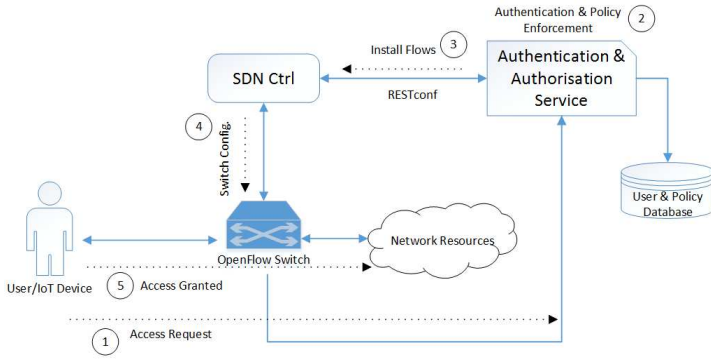 Authentication & Policy
Enforcement
2
Install Flows
3
SDN Ctrl
RESTconf
Authentication &
Authorisation
Service
4
Switch Config.
User & Policy
Database
Network Resources
OpenFlow Switch
User/IoT Device
5
Access Granted
1
Access Request